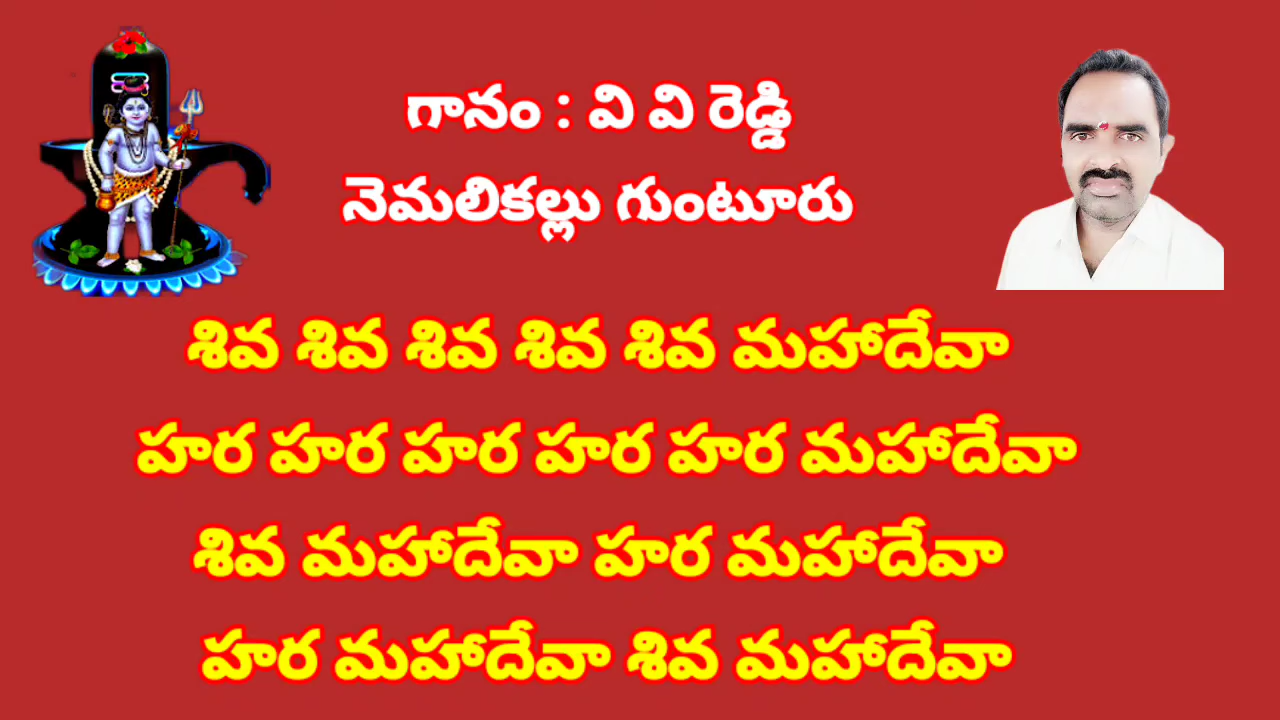 గానం : వి వి రెడ్డి
నెమలికల్లు గుంటూరు
శివ శివ శివ శివ శివ మహాదేవా
హర హర హర హర హర మహాదేవా
శివ మహాదేవా హర మహాదేవా
హర మహాదేవా శివ మహాదేవా